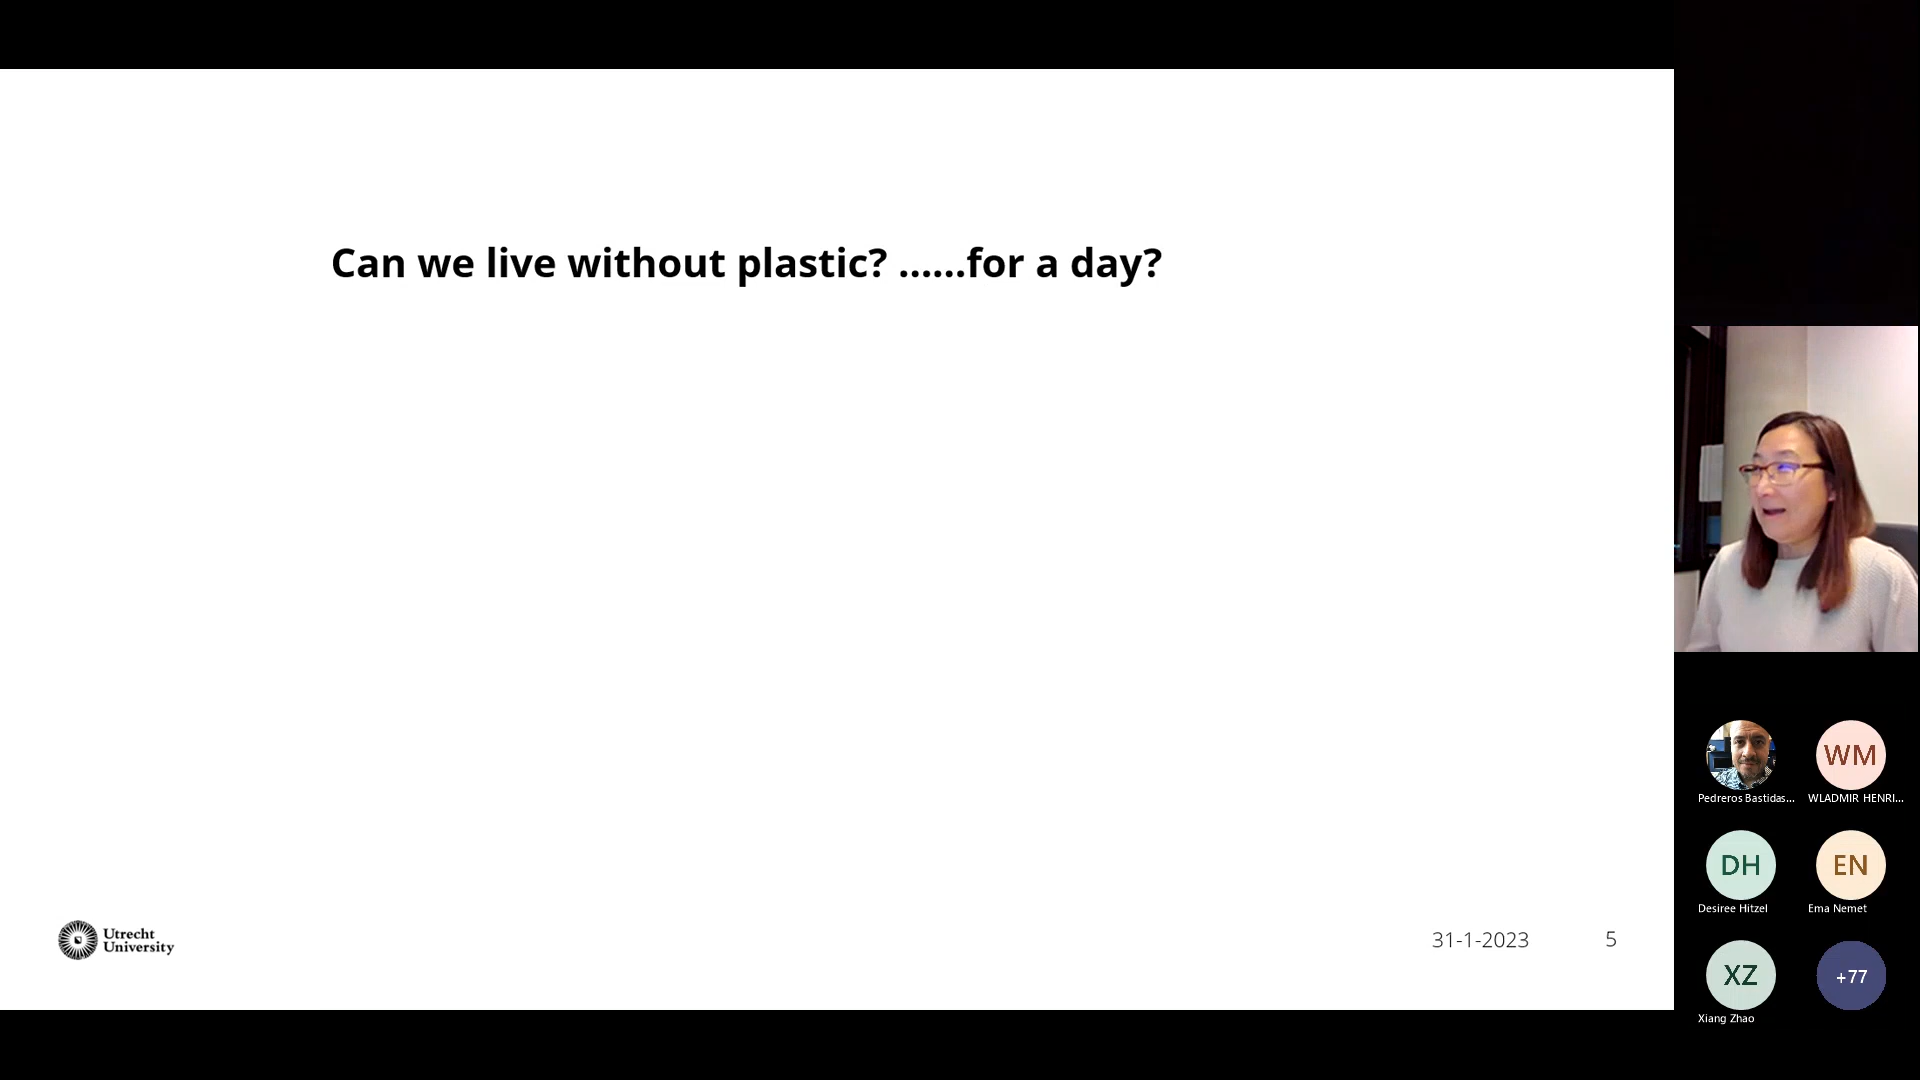 Can we live without plastic? ......for a day?
Utrecht
University
31-1-2023
5
Pedreros Bastidas...
WM
WLADMIR HENRI...
DH
Desiree Hitzel
EN
Ema Nemet
XZ
Xiang Zhao
+77